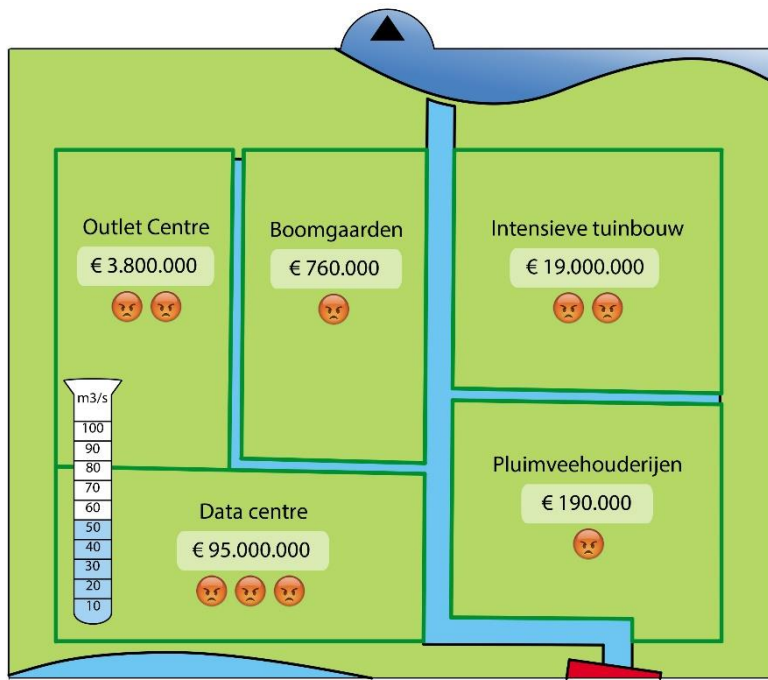 Outlet Centre
€ 3.800.000
Boomgaarden
€ 760.000
Intensieve tuinbouw
€ 19.000.000
m3/s
100
90
80
70
60
50
40
30
20
10
Data centre
€ 95.000.000
Pluimveehouderijen
€ 190.000